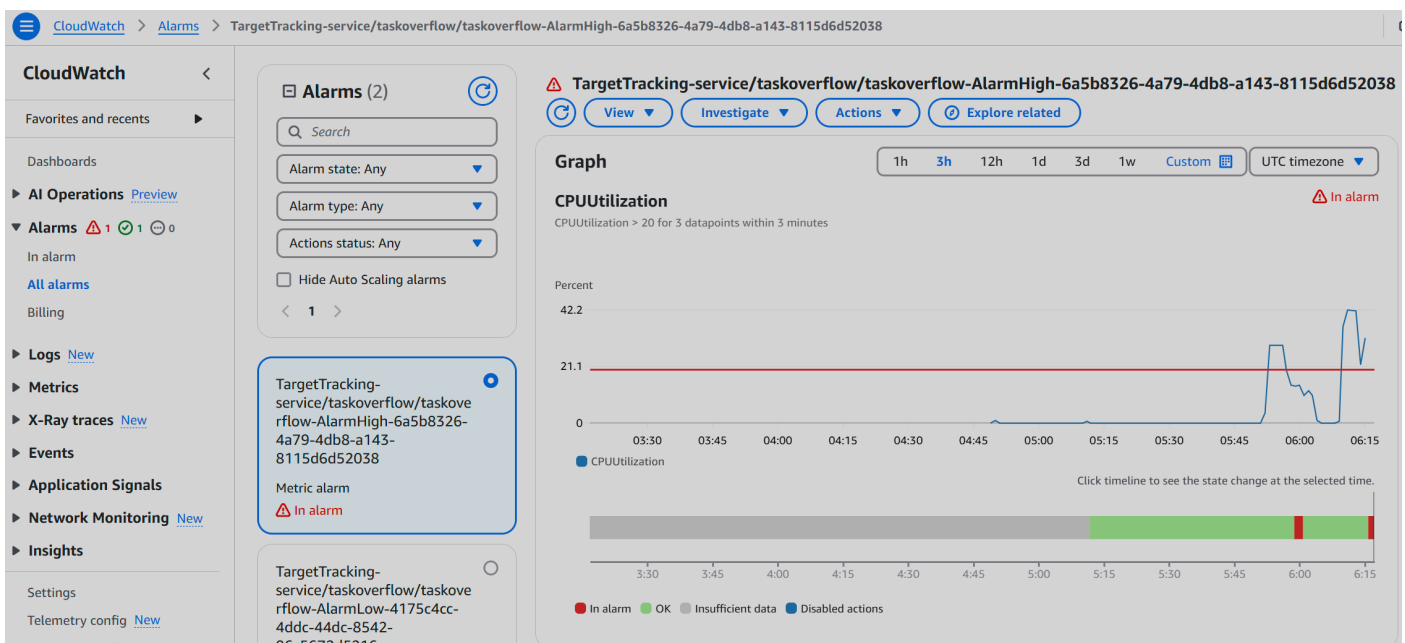 CloudWatch > Alarms > TargetTracking-service/taskoverflow/taskoverflow-AlarmHigh-6a5b8326-4a79-4db8-a143-8115d6d52038
CloudWatch
Favorites and recents
Dashboards
AI Operations Preview
Alarms 1 1 0
In alarm
All alarms
Billing
Logs New
Metrics
X-Ray traces New
Events
Application Signals
Network Monitoring New
Insights
Settings
Telemetry config New
Alarms (2)
Search
Alarm state: Any
Alarm type: Any
Actions status: Any
Hide Auto Scaling alarms
1
TargetTracking-
service/taskoverflow/taskove
rflow-AlarmHigh-6a5b8326-
4a79-4db8-a143-
8115d6d52038
Metric alarm
In alarm
TargetTracking-
service/taskoverflow/taskove
rflow-AlarmLow-4175c4cc-
4ddc-44dc-8542-
TargetTracking-service/taskoverflow/taskoverflow-AlarmHigh-6a5b8326-4a79-4db8-a143-8115d6d52038
View Investigate Actions Explore related
Graph
1h 3h 12h 1d 3d 1w Custom UTC timezone
CPUUtilization
In alarm
CPUUtilization > 20 for 3 datapoints within 3 minutes
Percent
42.2
21.1
0
03:30 03:45 04:00 04:15 04:30 04:45 05:00 05:15 05:30 05:45 06:00 06:15
CPUUtilization
Click timeline to see the state change at the selected time.
3:30 3:45 4:00 4:15 4:30 4:45 5:00 5:15 5:30 5:45 6:00 6:15
In alarm OK Insufficient data Disabled actions